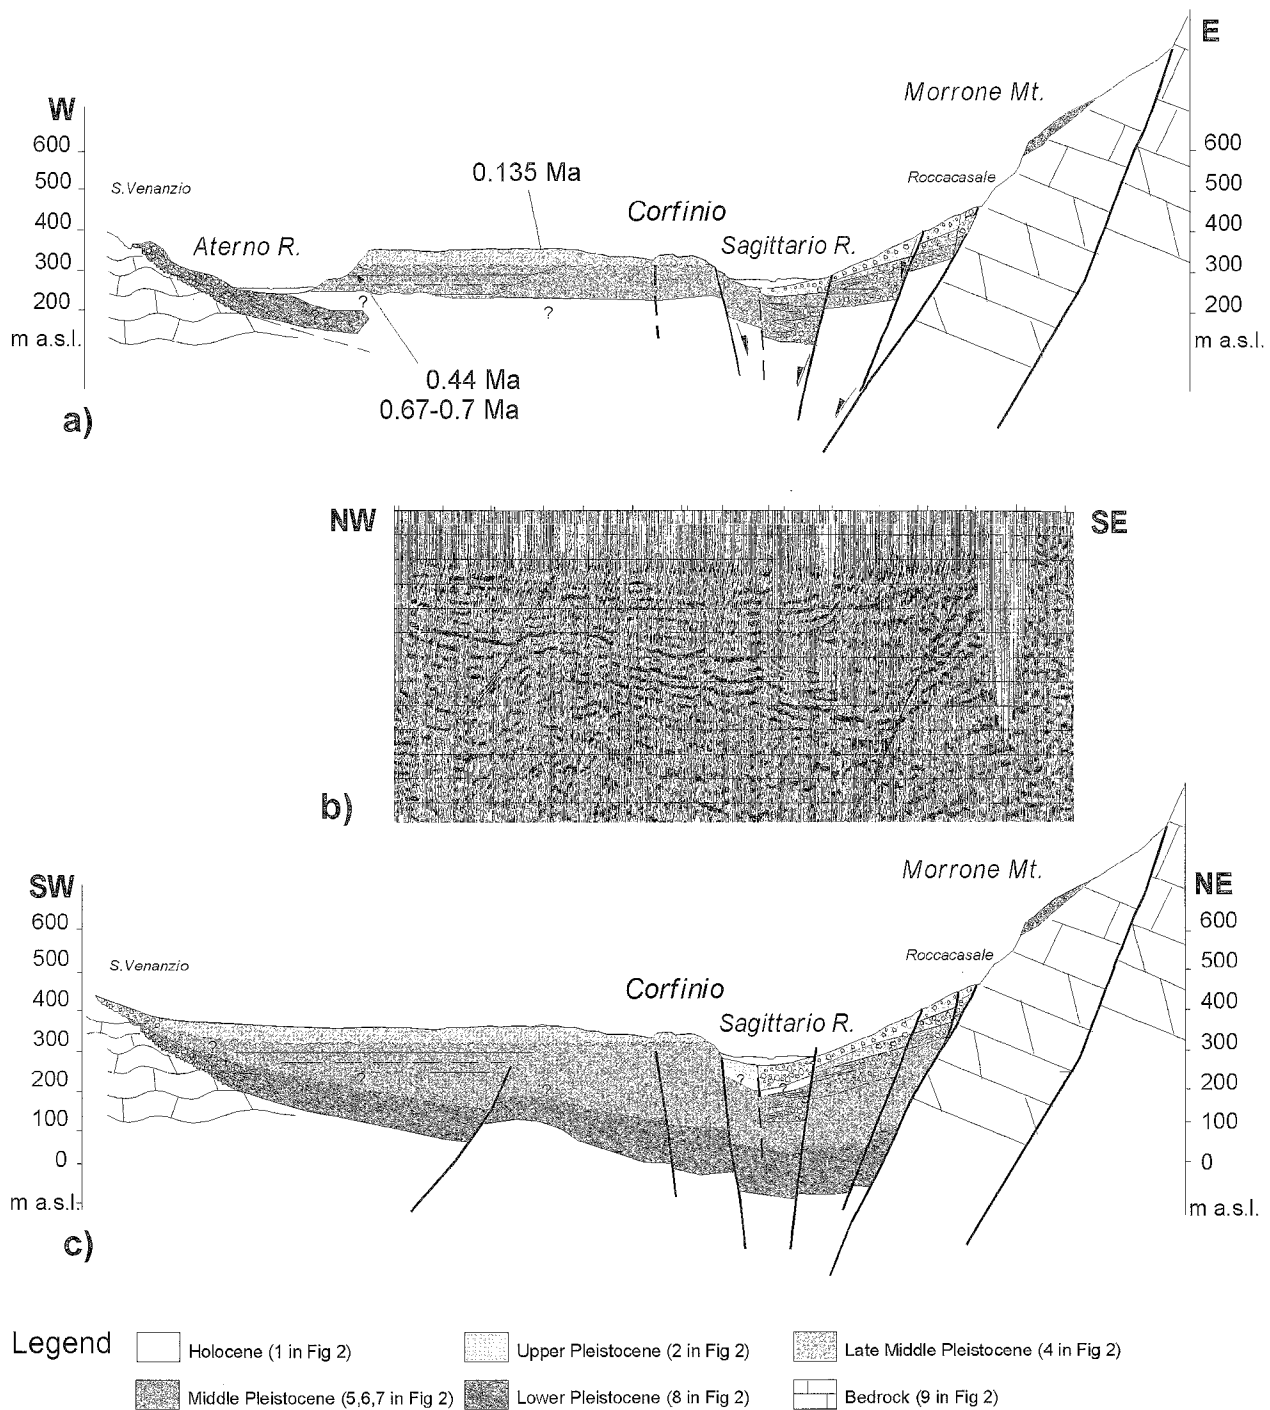 E
Morrone Mt.
W
600
500
400
300
200
m a.s.l.
S.Venanzio
Aterno R.
0.135 Ma
Corfinio
Sagittario R.
Roccacasale
600
500
400
300
200
m a.s.l.
?
?
0.44 Ma
0.67-0.7 Ma
a)
NW
SE
b)
SW
Morrone Mt.
NE
600
500
400
300
200
100
0
m a.s.l.
S.Venanzio
Corfinio
Sagittario R.
Roccacasale
600
500
400
300
200
100
0
m a.s.l.
?
?
?
?
c)
Legend
Holocene (1 in Fig 2)
Upper Pleistocene (2 in Fig 2)
Late Middle Pleistocene (4 in Fig 2)
Middle Pleistocene (5,6,7 in Fig 2)
Lower Pleistocene (8 in Fig 2)
Bedrock (9 in Fig 2)